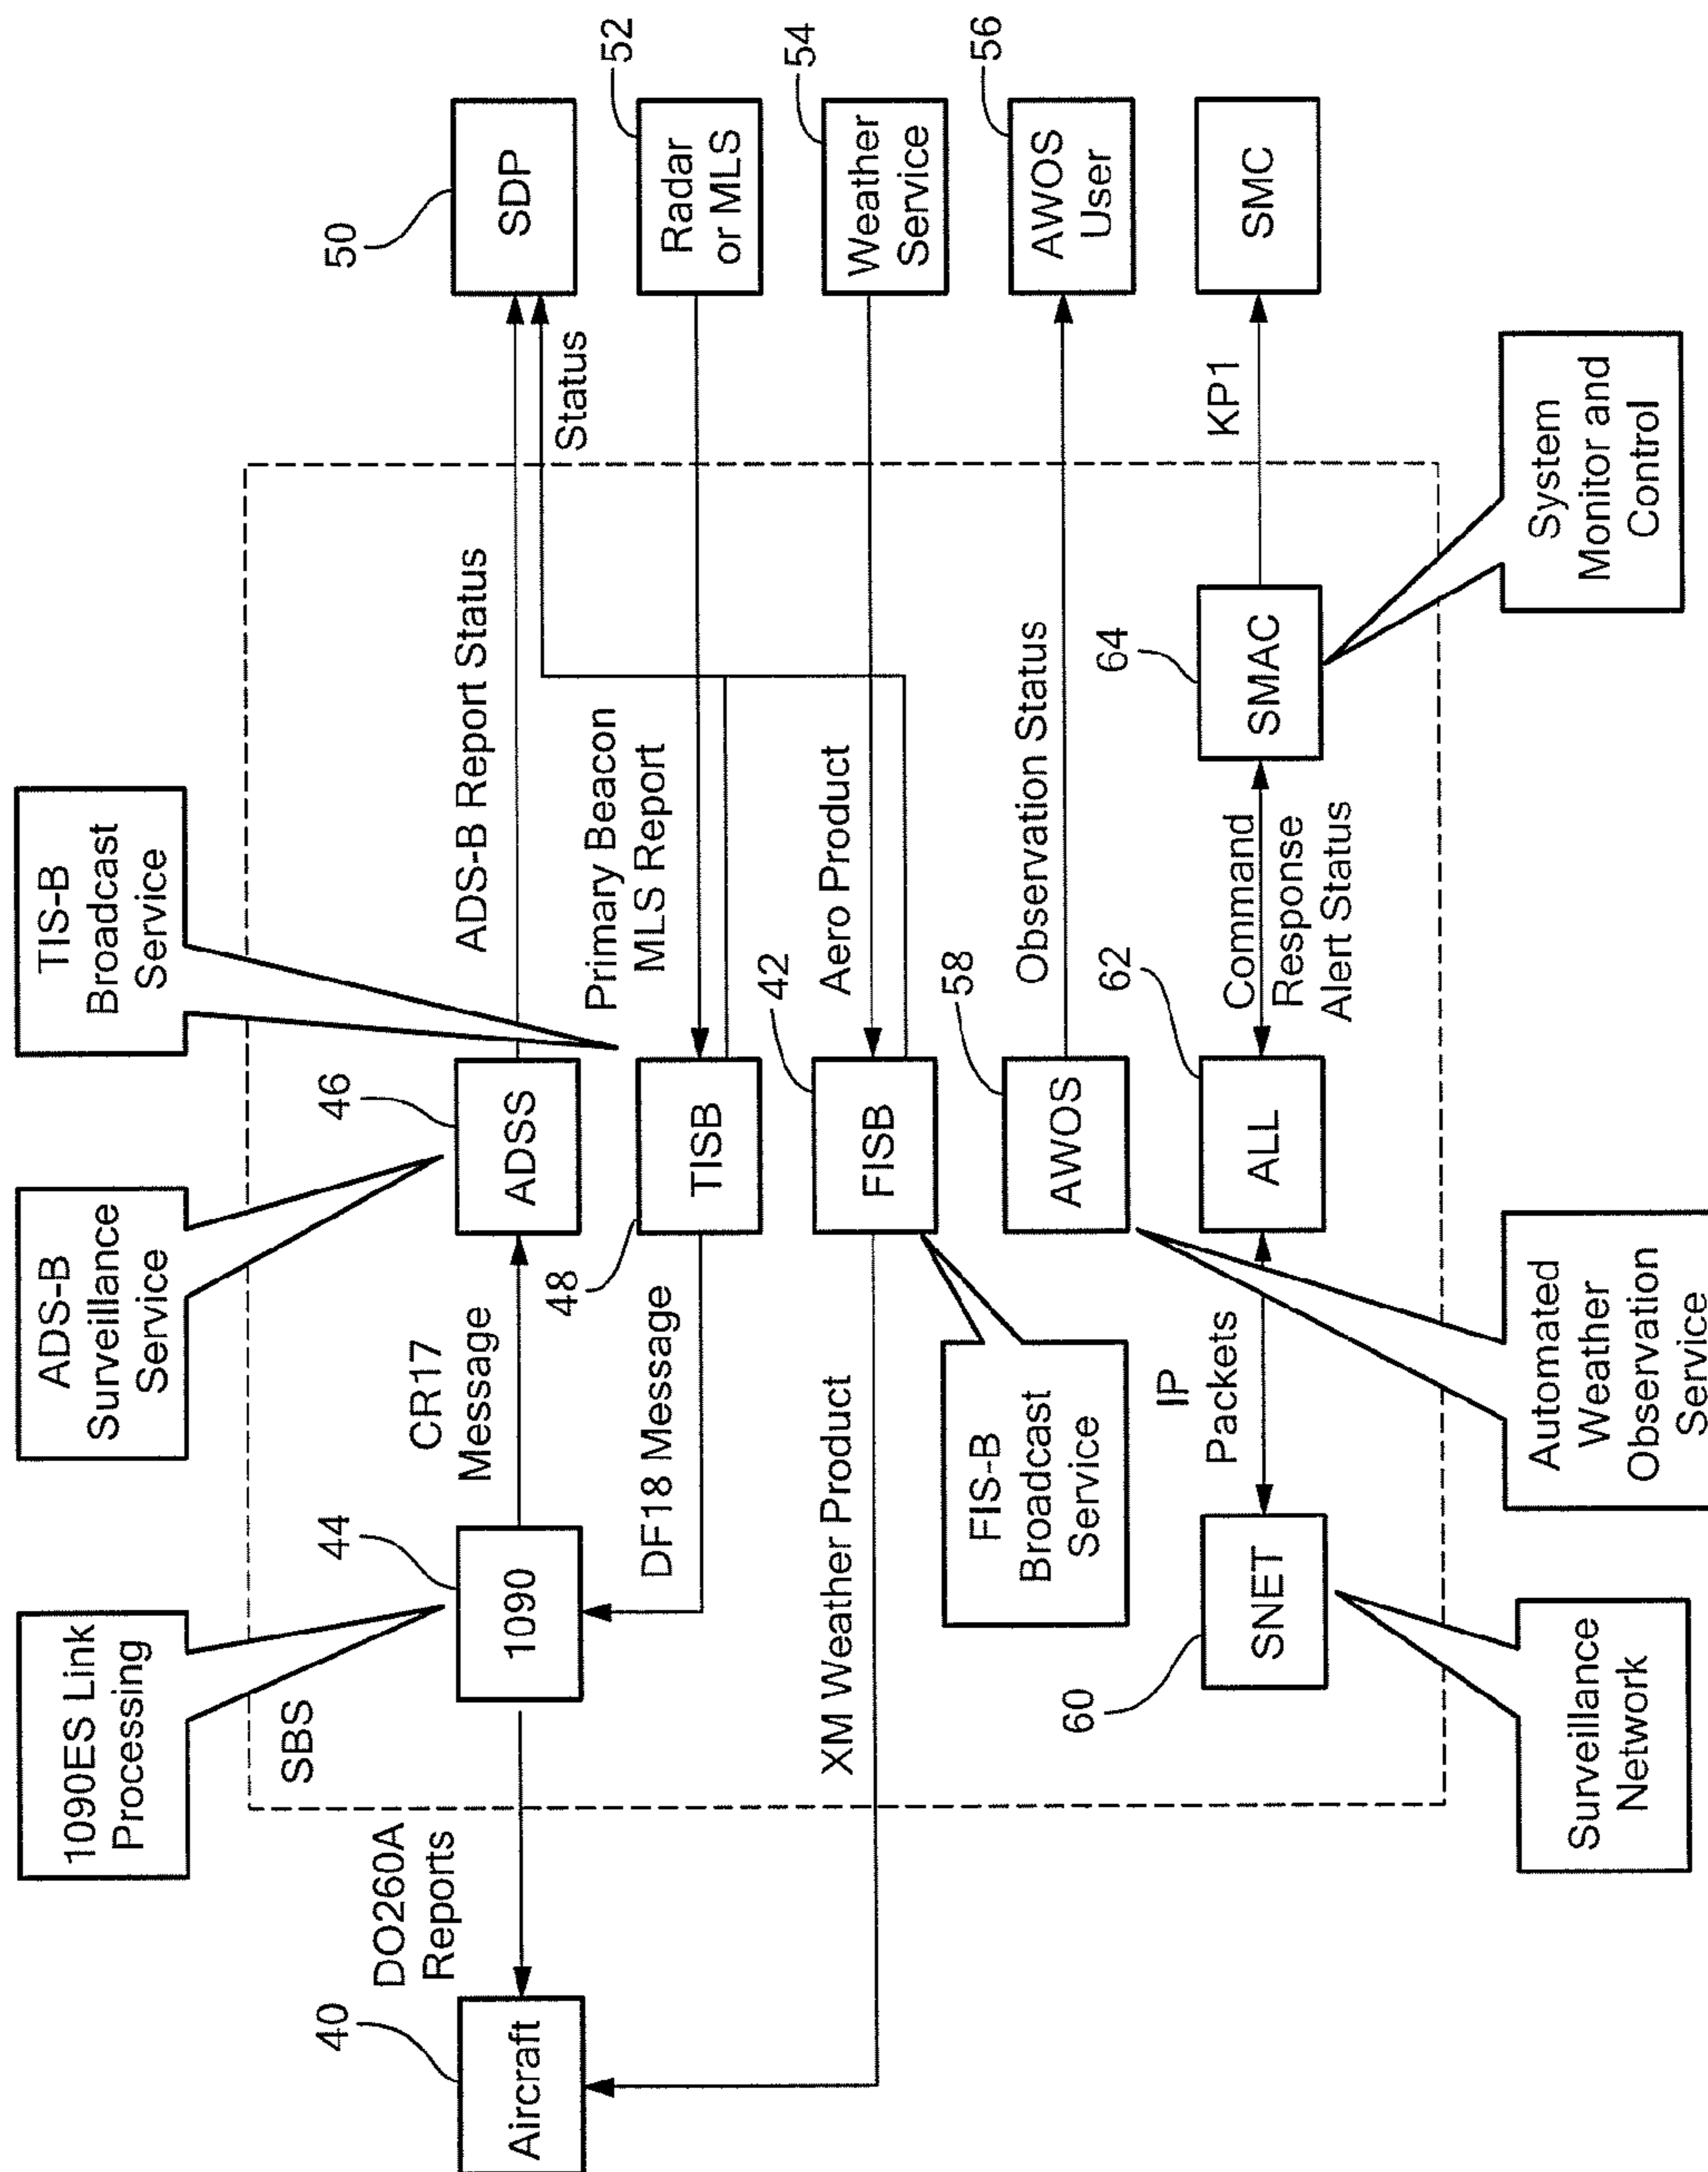 1090ES Link
Processing
ADS-B
Surveillance
Service
TIS-B
Broadcast
Service
SBS
40
Aircraft
DO260A
Reports
44
1090
CR17
Message
46
ADSS
ADS-B Report Status
50
SDP
Status
DF18 Message
48
TISB
Primary Beacon
MLS Report
52
Radar
or MLS
XM Weather Product
42
FISB
Aero Product
54
Weather
Service
FIS-B
Broadcast
Service
58
AWOS
Observation Status
56
AWOS
User
60
SNET
IP
Packets
62
ALL
Command
Response
Alert Status
64
SMAC
KP1
SMC
Surveillance
Network
Automated
Weather
Observation
Service
System
Monitor and
Control